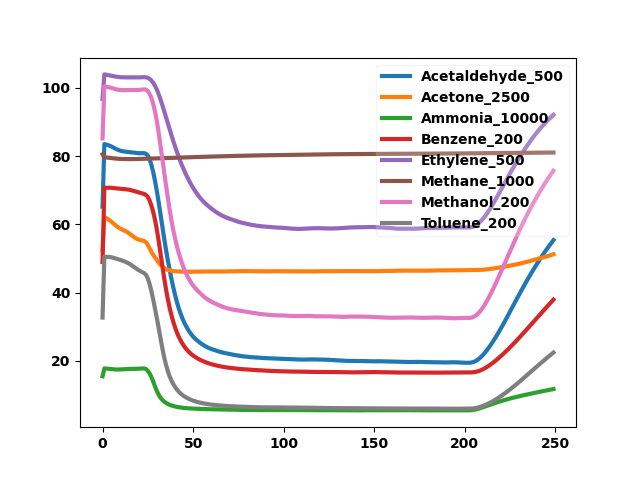 Acetaldehyde_500
Acetone_2500
Ammonia_10000
Benzene_200
Ethylene_500
Methane_1000
Methanol_200
Toluene_200
100
80
60
40
20
0 50 100 150 200 250